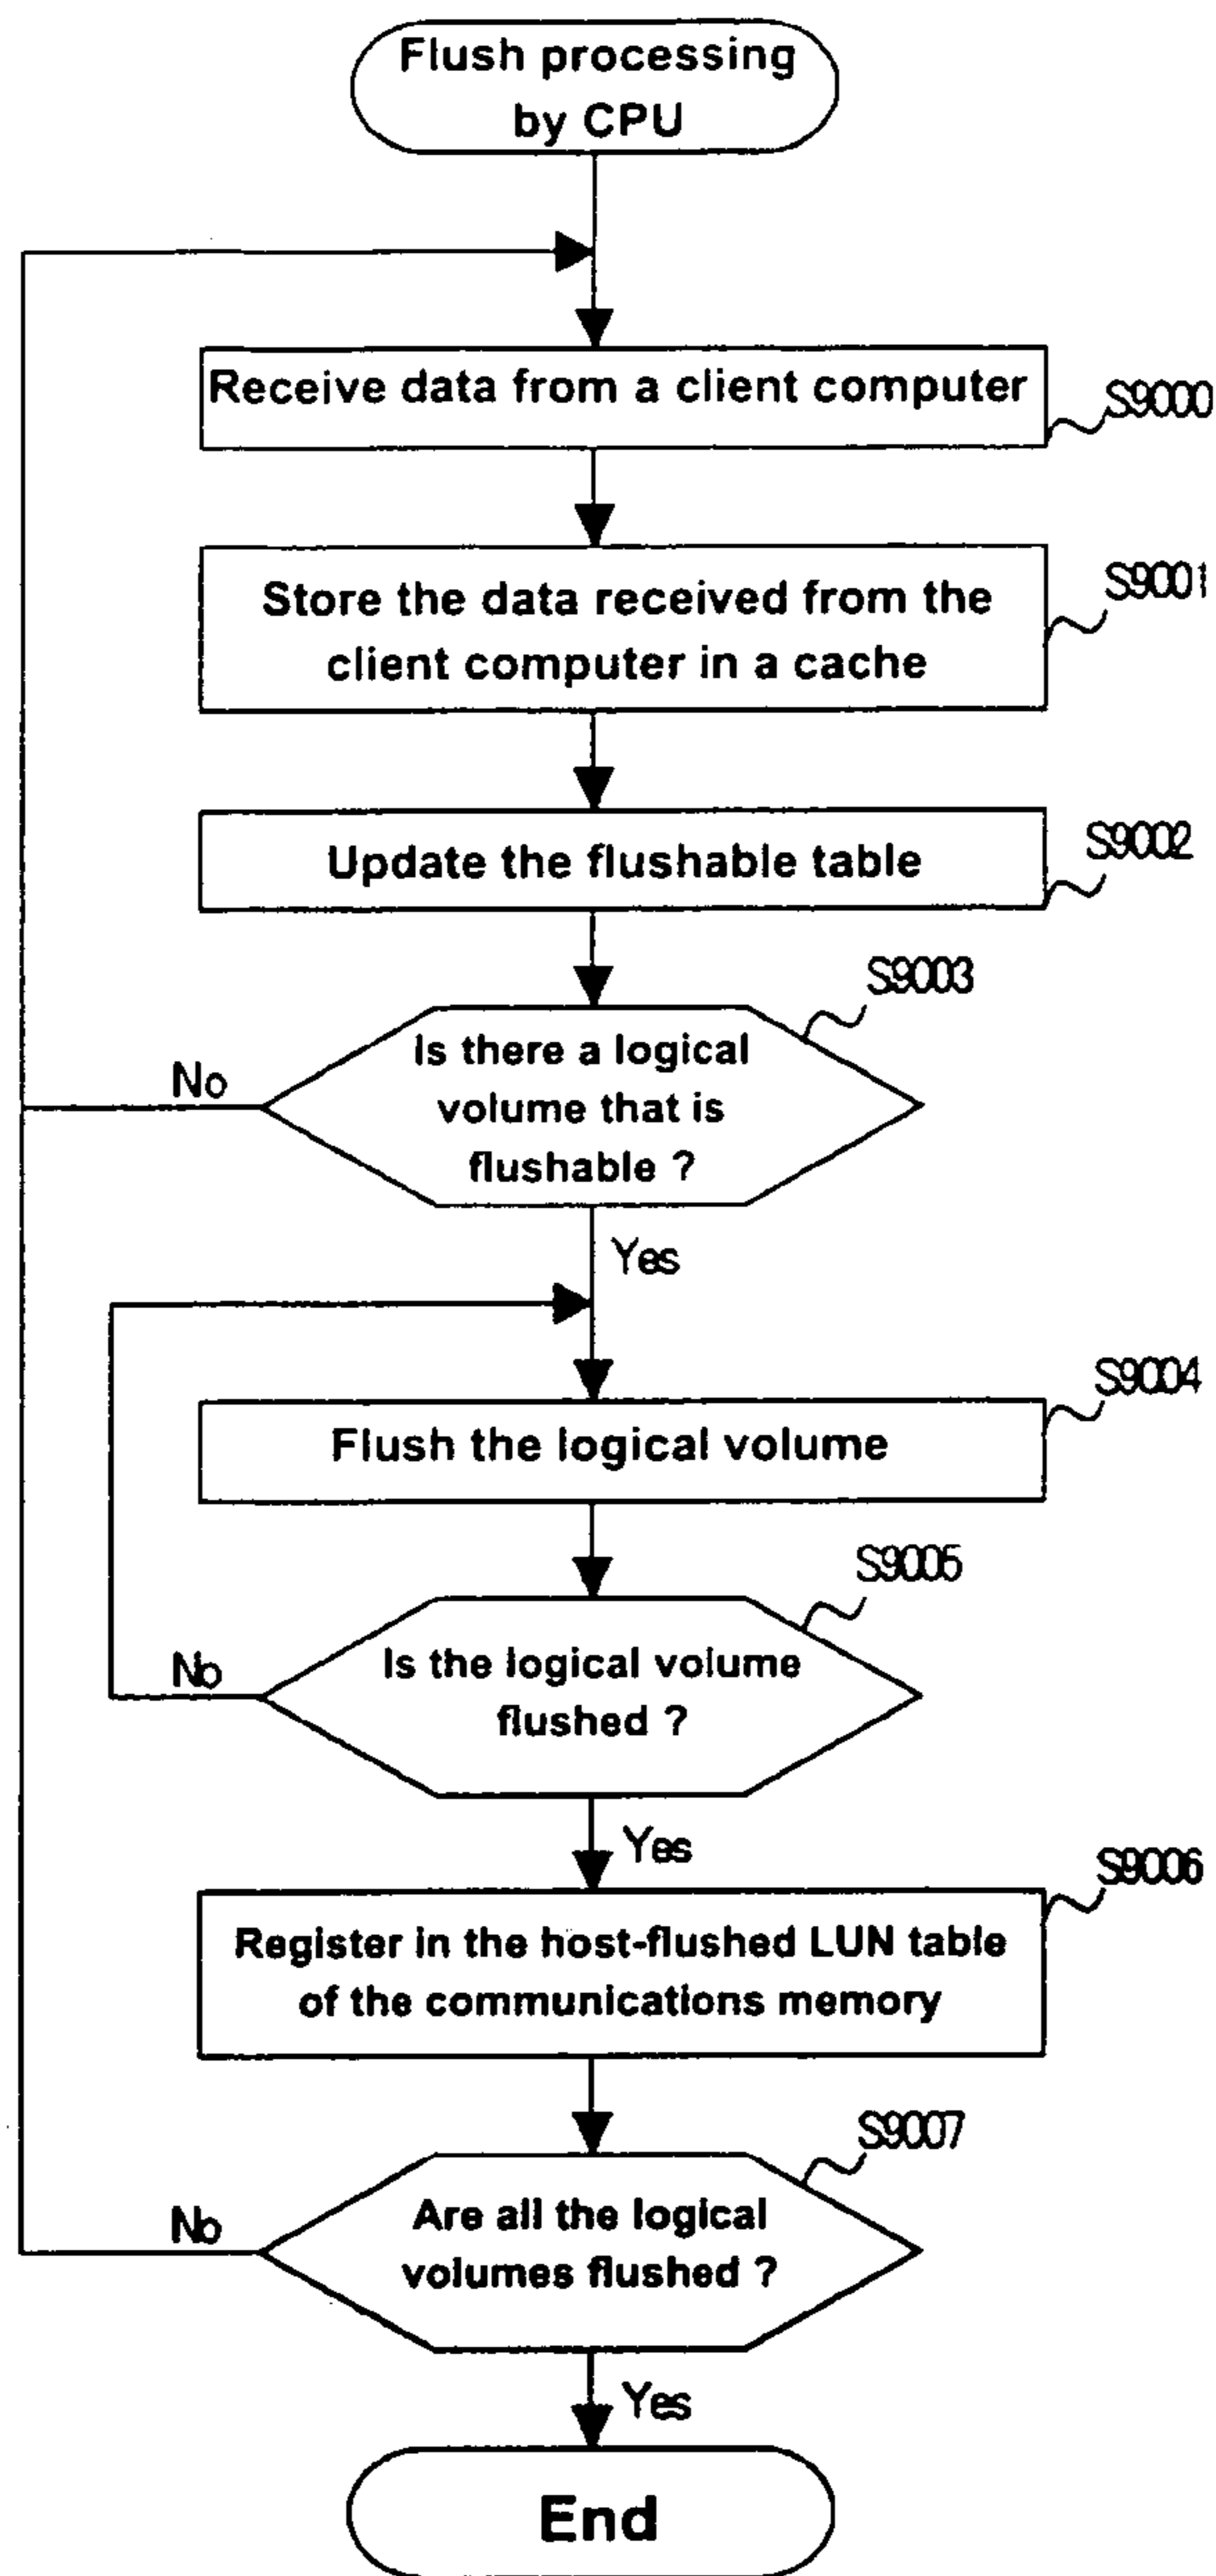 Flush processing
by CPU
Receive data from a client computer
S9000
Store the data received from the
client computer in a cache
S9001
Update the flushable table
S9002
S9003
Is there a logical
volume that is
flushable ?
No
Yes
Flush the logical volume
S9004
S9005
Is the logical volume
flushed ?
No
Yes
Register in the host-flushed LUN table
of the communications memory
S9006
S9007
Are all the logical
volumes flushed ?
No
Yes
End